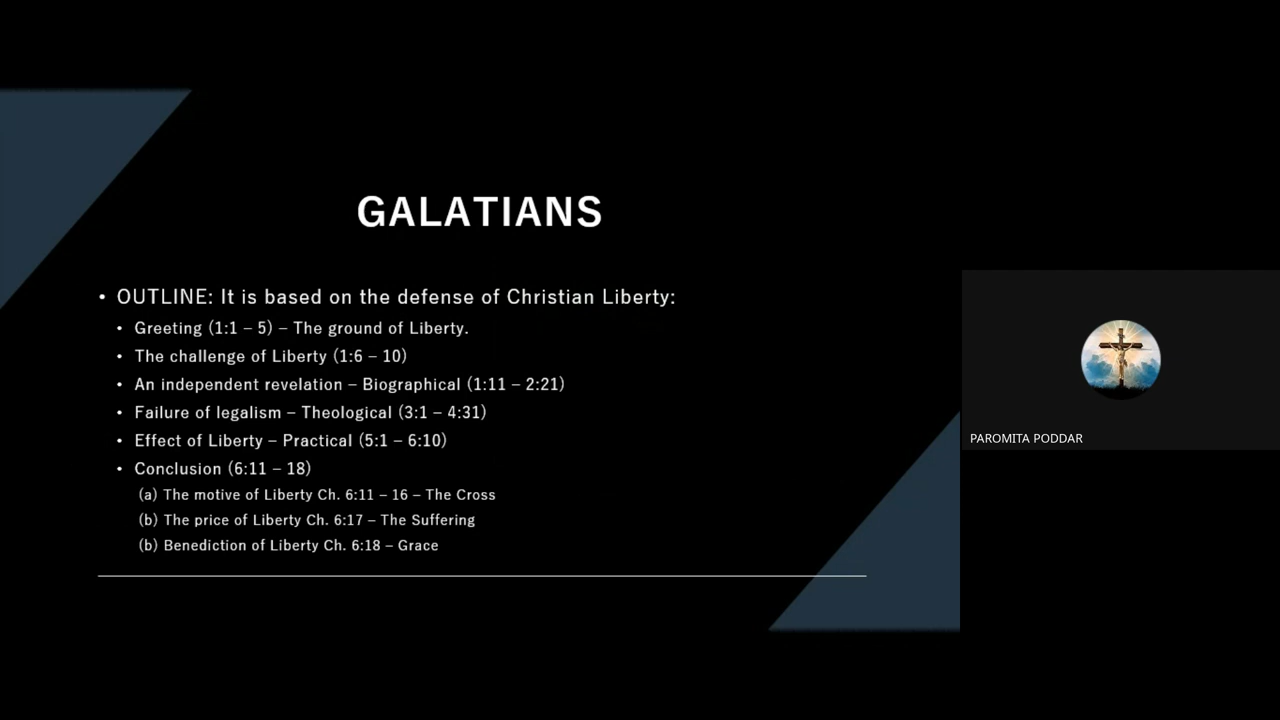 GALATIANS
• OUTLINE: It is based on the defense of Christian Liberty:
• Greeting (1:1 – 5) – The ground of Liberty.
• The challenge of Liberty (1:6 – 10)
• An independent revelation – Biographical (1:11 – 2:21)
• Failure of legalism – Theological (3:1 – 4:31)
• Effect of Liberty – Practical (5:1 – 6:10)
• Conclusion (6:11 – 18)
(a) The motive of Liberty Ch. 6:11 – 16 – The Cross
(b) The price of Liberty Ch. 6:17 – The Suffering
(b) Benediction of Liberty Ch. 6:18 – Grace
PAROMITA PODDAR